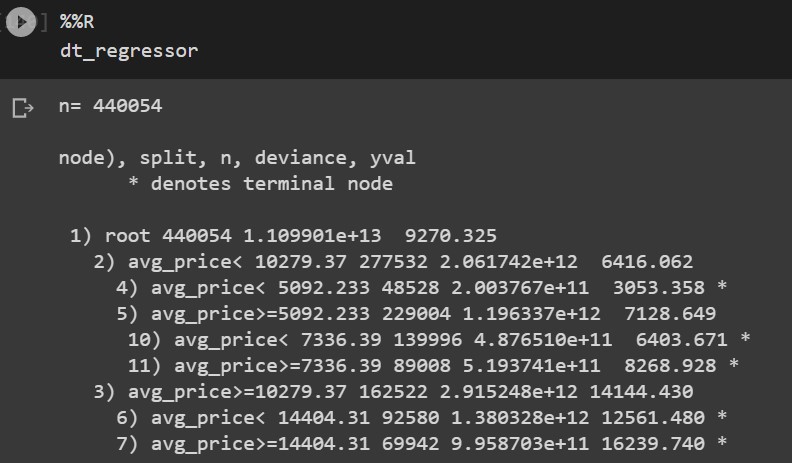 %%R
dt_regressor
n= 440054
node), split, n, deviance, yval
* denotes terminal node
1) root 440054 1.109901e+13 9270.325
2) avg_price< 10279.37 277532 2.061742e+12 6416.062
4) avg_price< 5092.233 48528 2.003767e+11 3053.358 *
5) avg_price>=5092.233 229004 1.196337e+12 7128.649
10) avg_price< 7336.39 139996 4.876510e+11 6403.671 *
11) avg_price>=7336.39 89008 5.193741e+11 8268.928 *
3) avg_price>=10279.37 162522 2.915248e+12 14144.430
6) avg_price< 14404.31 92580 1.380328e+12 12561.480 *
7) avg_price>=14404.31 69942 9.958703e+11 16239.740 *